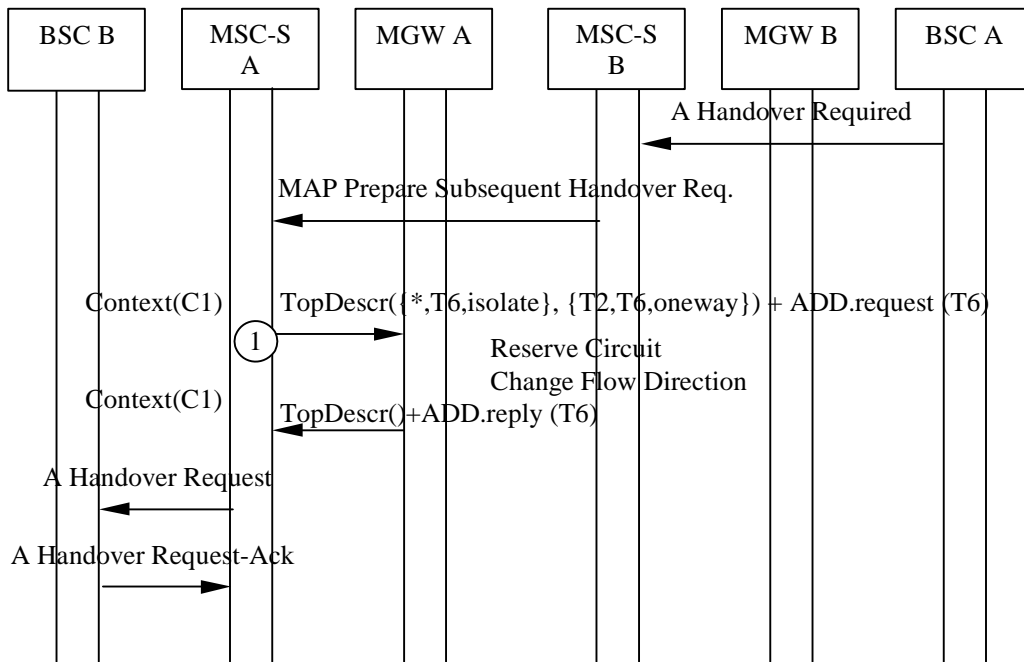 BSC B
MSC-S
A
MGW A
MSC-S
B
MGW B
BSC A
A Handover Required
MAP Prepare Subsequent Handover Req.
Context(C1)
TopDescr({*,T6,isolate}, {T2,T6,oneway}) + ADD.request (T6)
1
Reserve Circuit
Change Flow Direction
Context(C1)
TopDescr()+ADD.reply (T6)
A Handover Request
A Handover Request-Ack